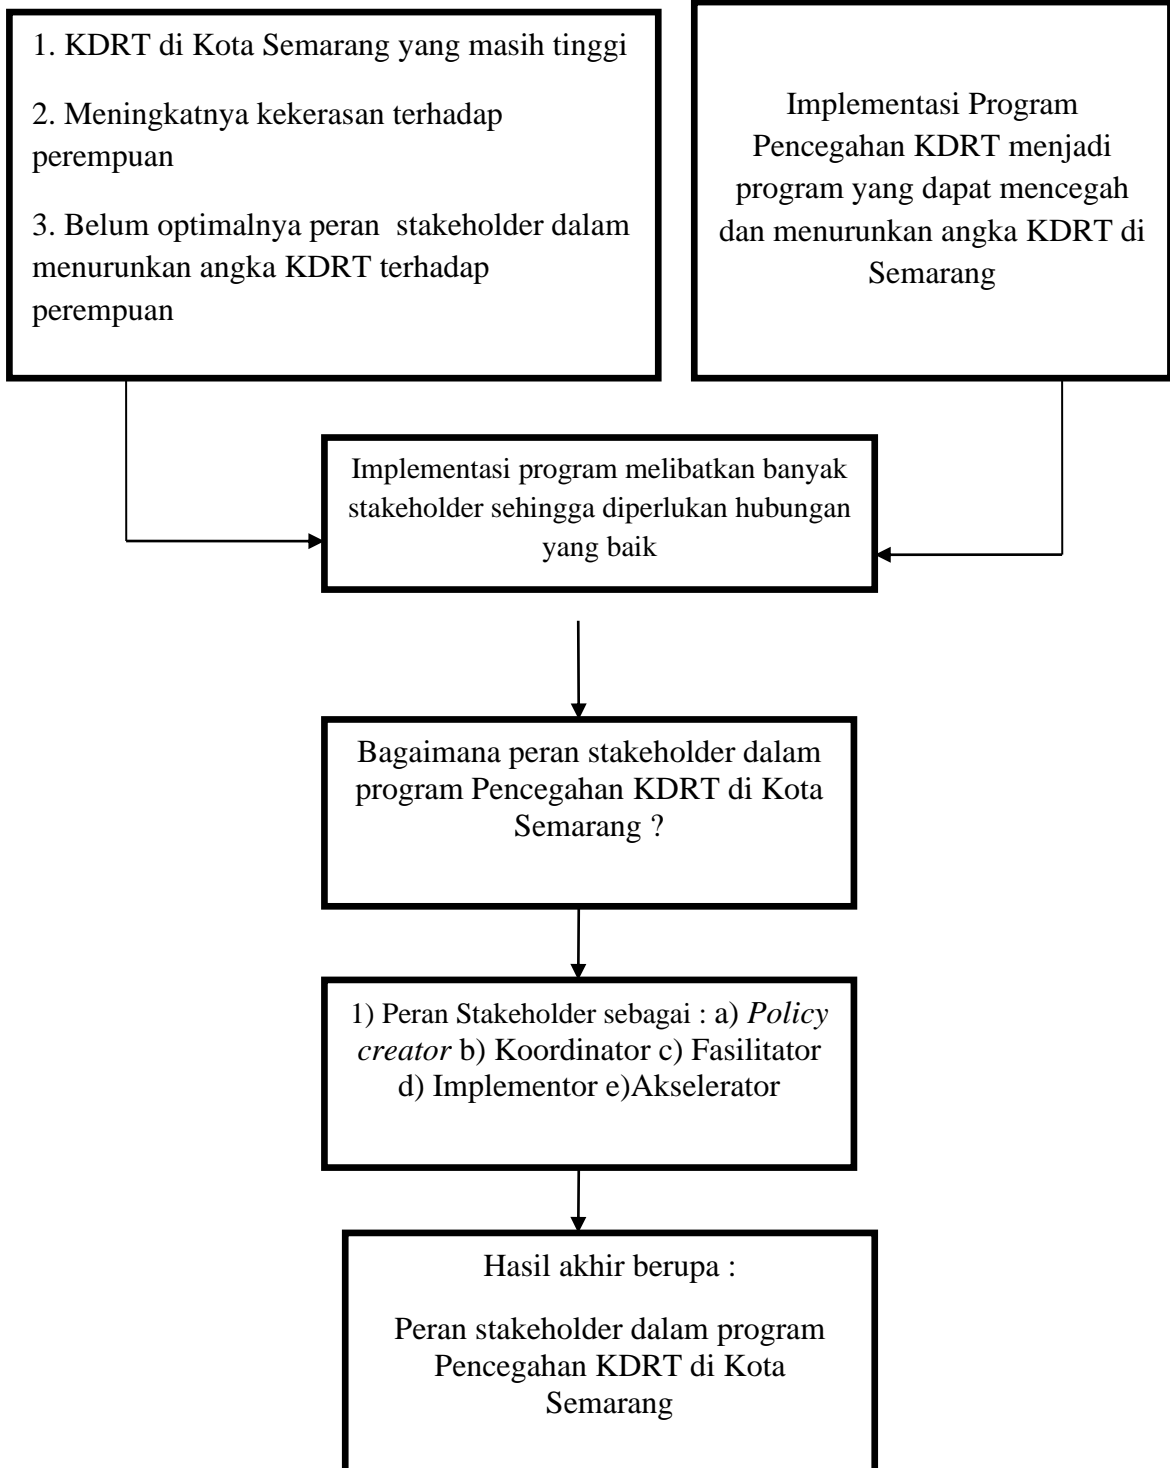 1. KDRT di Kota Semarang yang masih tinggi
2. Meningkatnya kekerasan terhadap
perempuan
3. Belum optimalnya peran  stakeholder dalam
menurunkan angka KDRT terhadap
perempuan
Implementasi Program
Pencegahan KDRT menjadi
program yang dapat mencegah
dan menurunkan angka KDRT di
Semarang
Implementasi program melibatkan banyak
stakeholder sehingga diperlukan hubungan
yang baik
Bagaimana peran stakeholder dalam
program Pencegahan KDRT di Kota
Semarang ?
1) Peran Stakeholder sebagai : a) Policy
creator b) Koordinator c) Fasilitator
d) Implementor e)Akselerator
Hasil akhir berupa :
Peran stakeholder dalam program
Pencegahan KDRT di Kota
Semarang